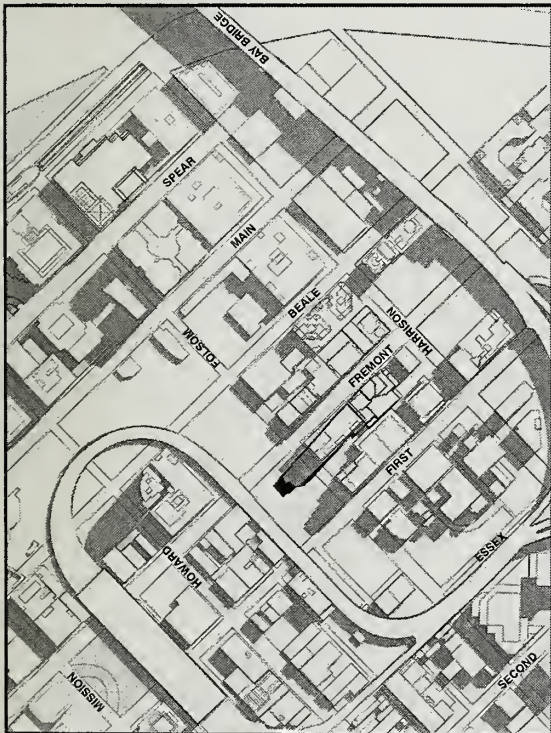 BAY BRIDGE
SPEAR
MAIN
FOLSOM
BEALE
HARRISON
FREMONT
FIRST
HOWARD
ESSEX
MISSION
SECOND